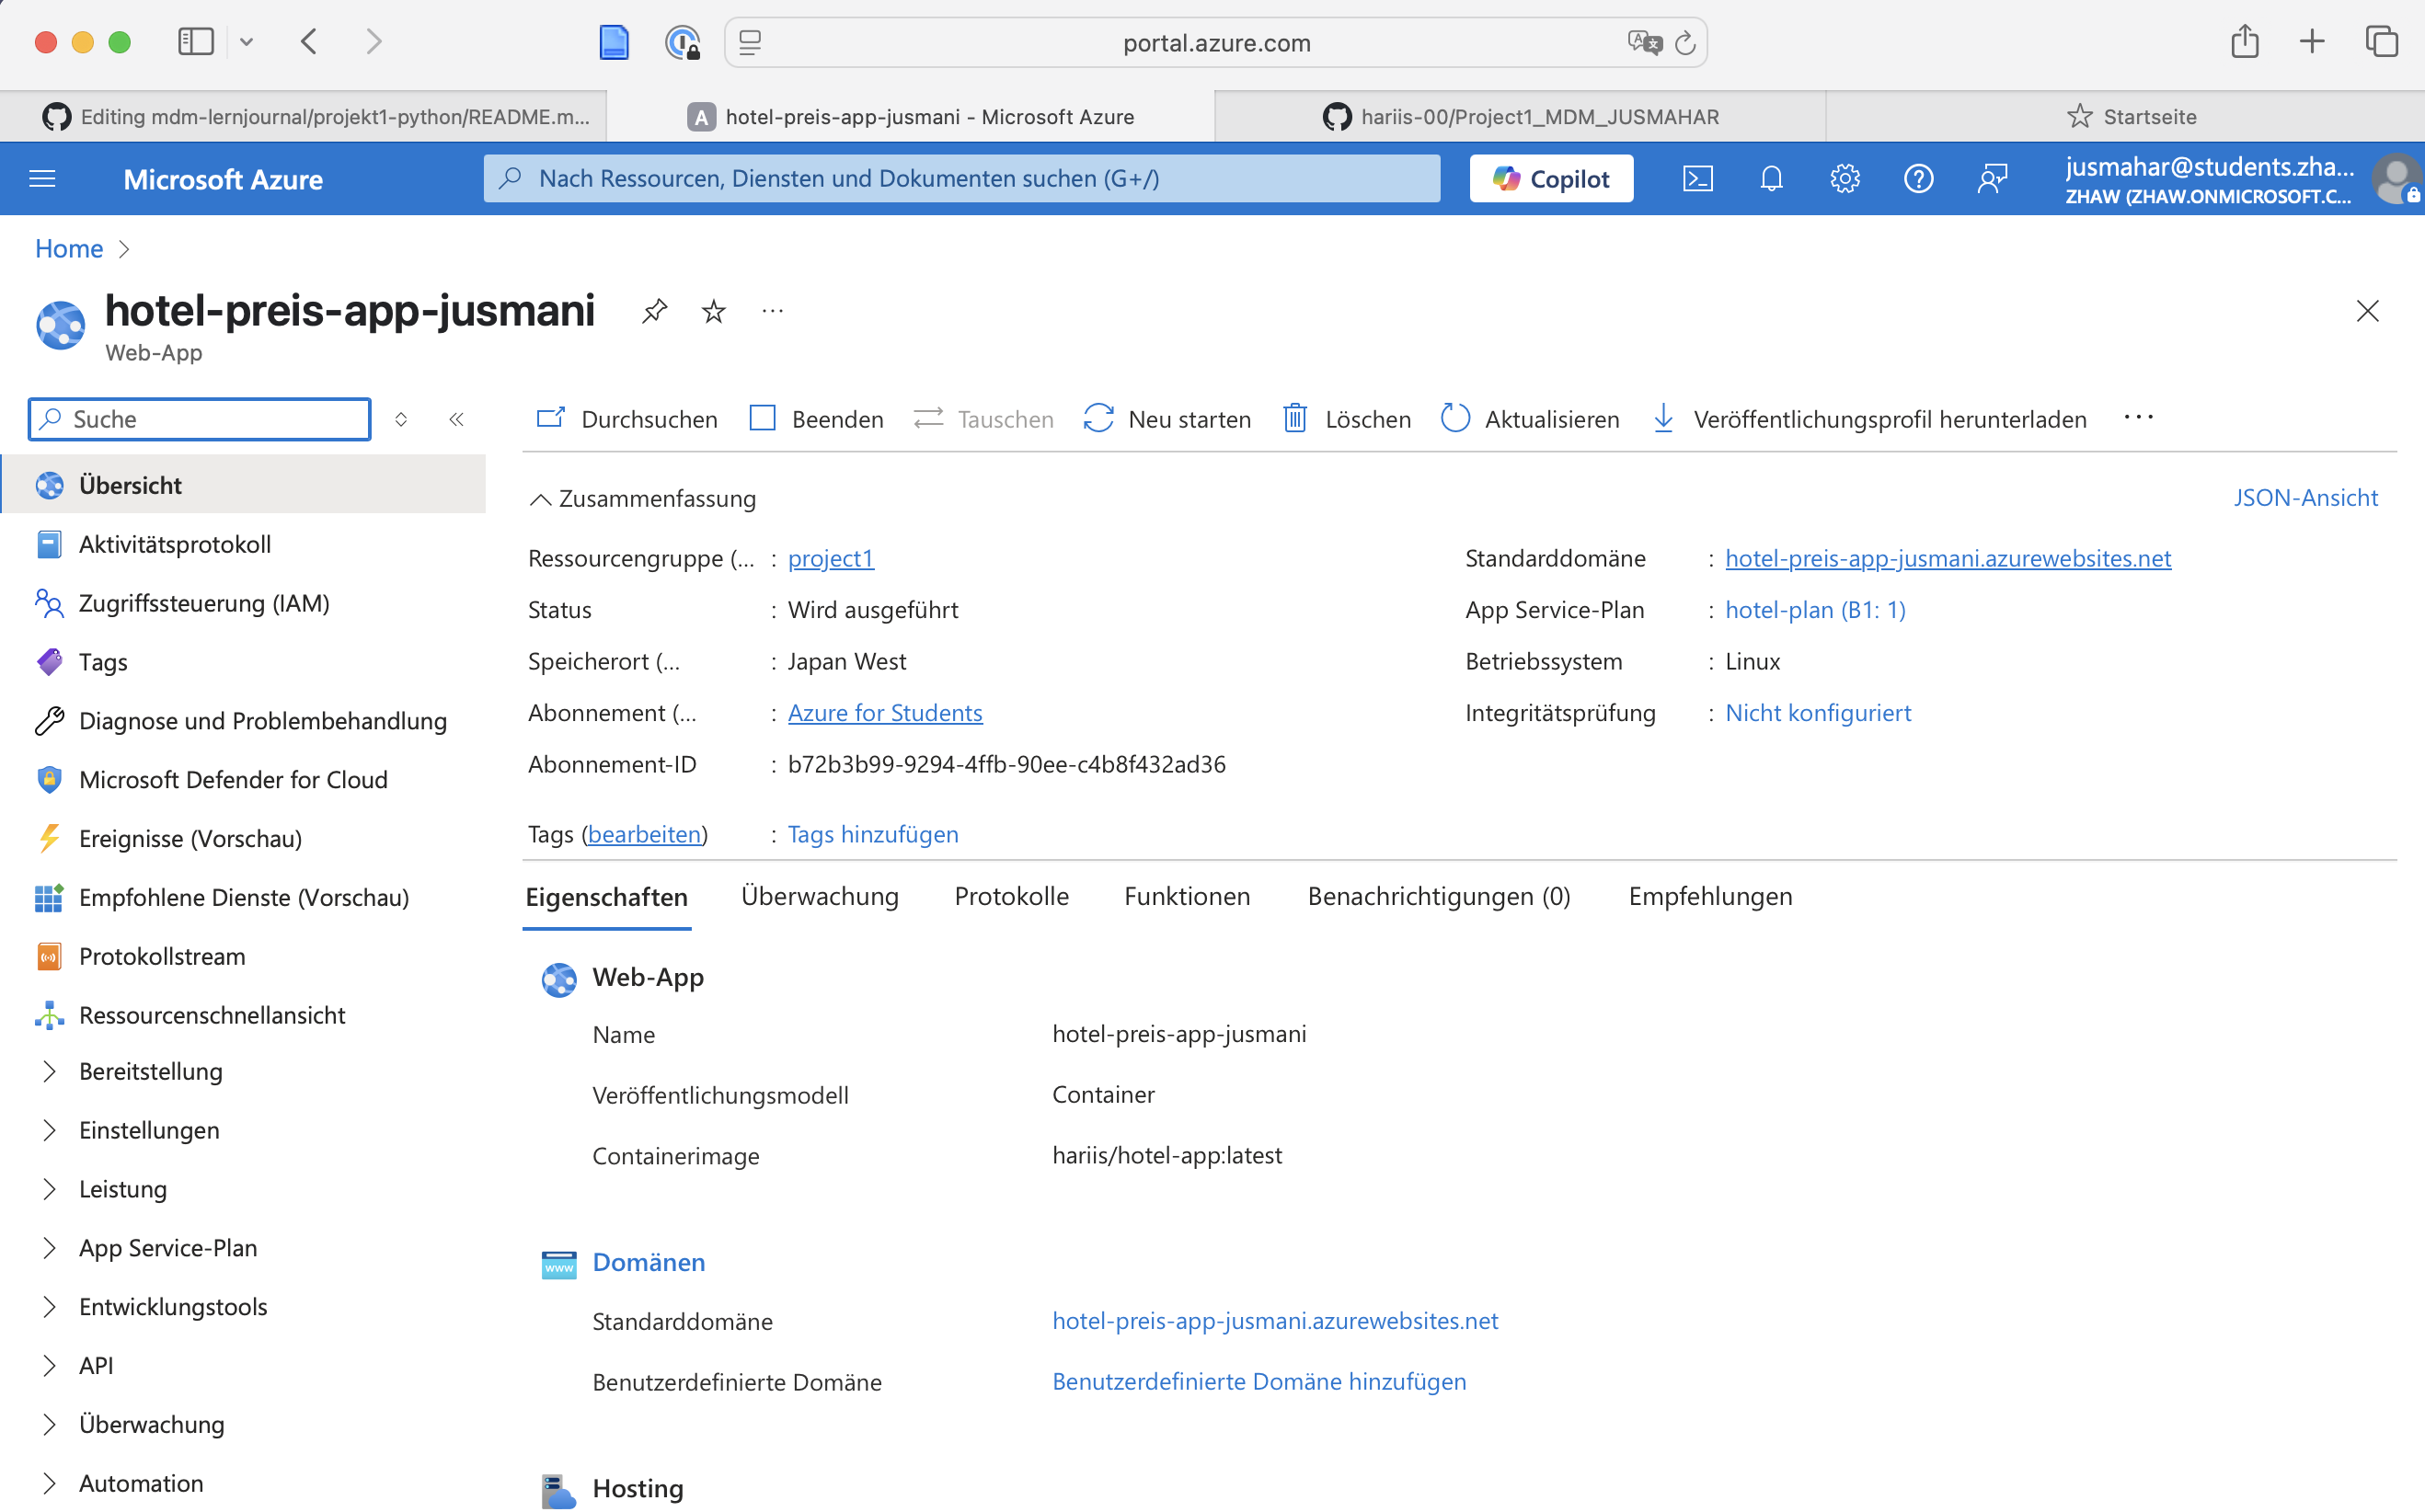 portal.azure.com
Editing mdm-lernjournal/projekt1-python/README.m...
A hotel-preis-app-jusmani - Microsoft Azure
hariis-00/Project1_MDM_JUSMAHAR
Startseite
Microsoft Azure
Nach Ressourcen, Diensten und Dokumenten suchen (G+/)
Copilot
jusmahar@students.zha...
ZHAW (ZHAW.ONMICROSOFT.C...
Home
hotel-preis-app-jusmani
Web-App
Suche
Durchsuchen
Beenden
Tauschen
Neu starten
Löschen
Aktualisieren
Veröffentlichungsprofil herunterladen
Übersicht
Aktivitätsprotokoll
Zugriffssteuerung (IAM)
Tags
Diagnose und Problembehandlung
Microsoft Defender for Cloud
Ereignisse (Vorschau)
Empfohlene Dienste (Vorschau)
Protokollstream
Ressourcenschnellansicht
Bereitstellung
Einstellungen
Leistung
App Service-Plan
Entwicklungstools
API
Überwachung
Automation
Zusammenfassung
JSON-Ansicht
Ressourcengruppe (... : project1
Status : Wird ausgeführt
Speicherort (... : Japan West
Abonnement (... : Azure for Students
Abonnement-ID : b72b3b99-9294-4ffb-90ee-c4b8f432ad36
Tags (bearbeiten) : Tags hinzufügen
Standarddomäne : hotel-preis-app-jusmani.azurewebsites.net
App Service-Plan : hotel-plan (B1: 1)
Betriebssystem : Linux
Integritätsprüfung : Nicht konfiguriert
Eigenschaften
Überwachung
Protokolle
Funktionen
Benachrichtigungen (0)
Empfehlungen
Web-App
Name hotel-preis-app-jusmani
Veröffentlichungsmodell Container
Containerimage hariis/hotel-app:latest
www
Domänen
Standarddomäne hotel-preis-app-jusmani.azurewebsites.net
Benutzerdefinierte Domäne Benutzerdefinierte Domäne hinzufügen
Hosting